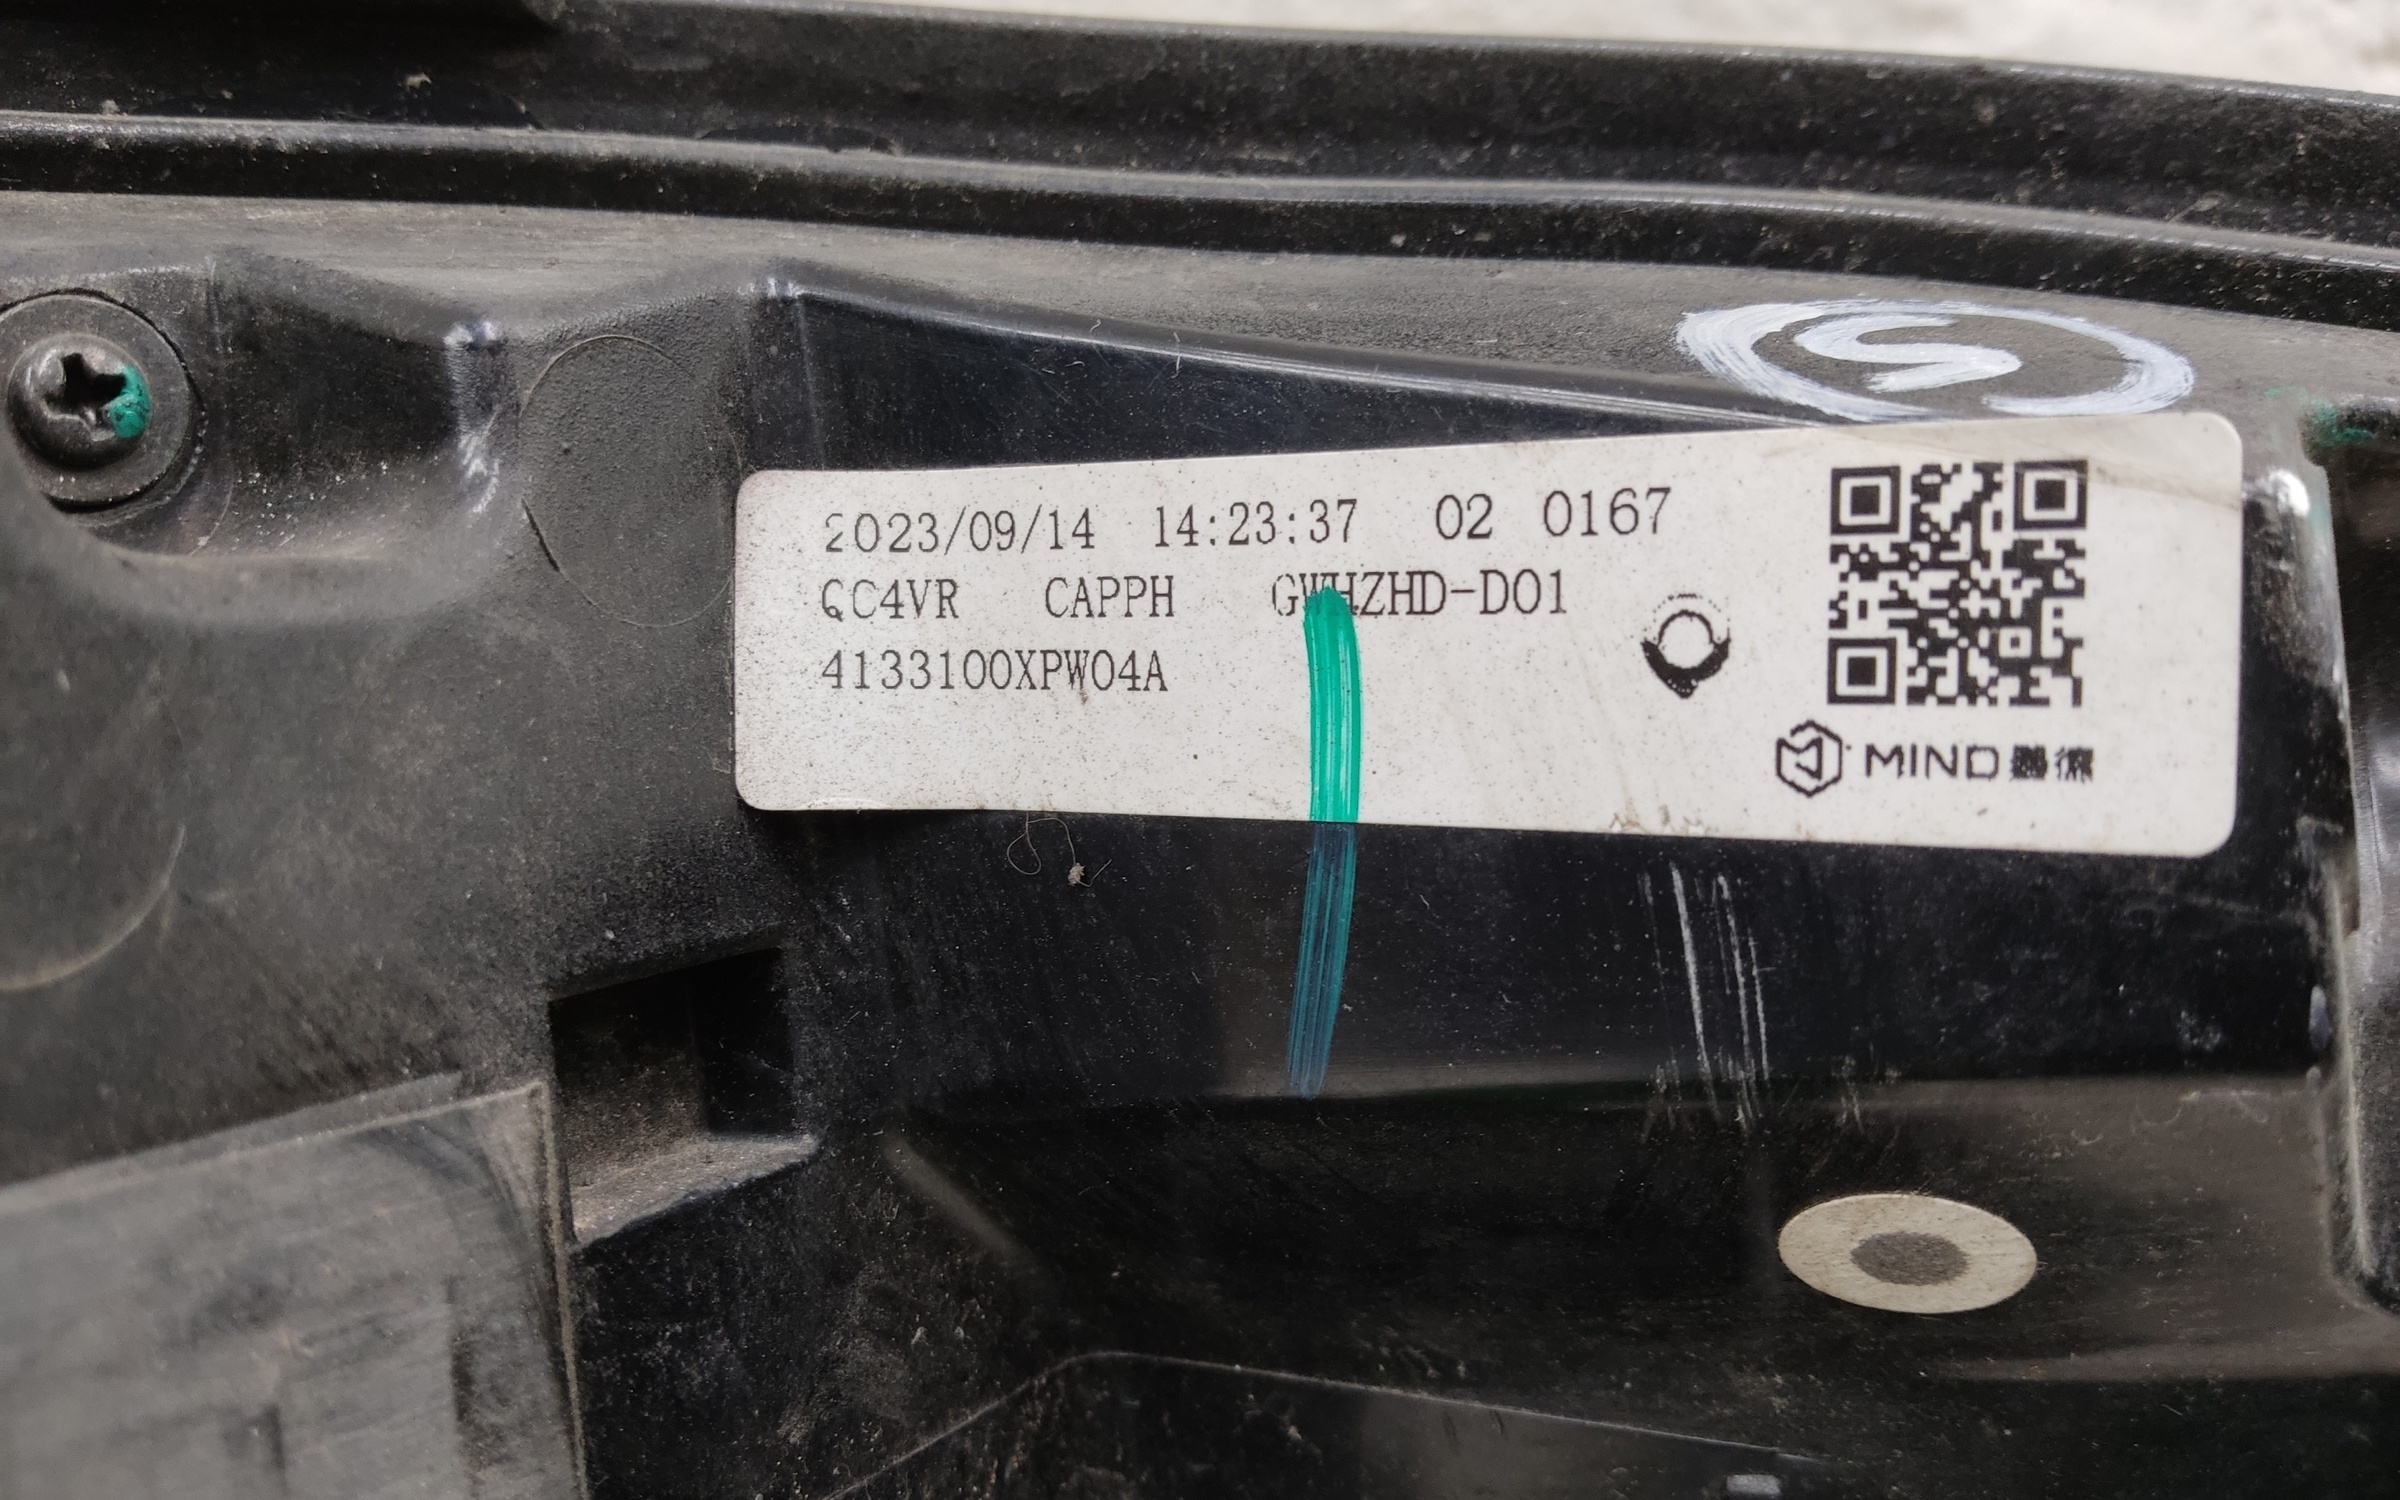 S
2023/09/14 14:23:37 02 0167
QC4VR CAPPH GWHZHD-D01
4133100XPW04A
MIND